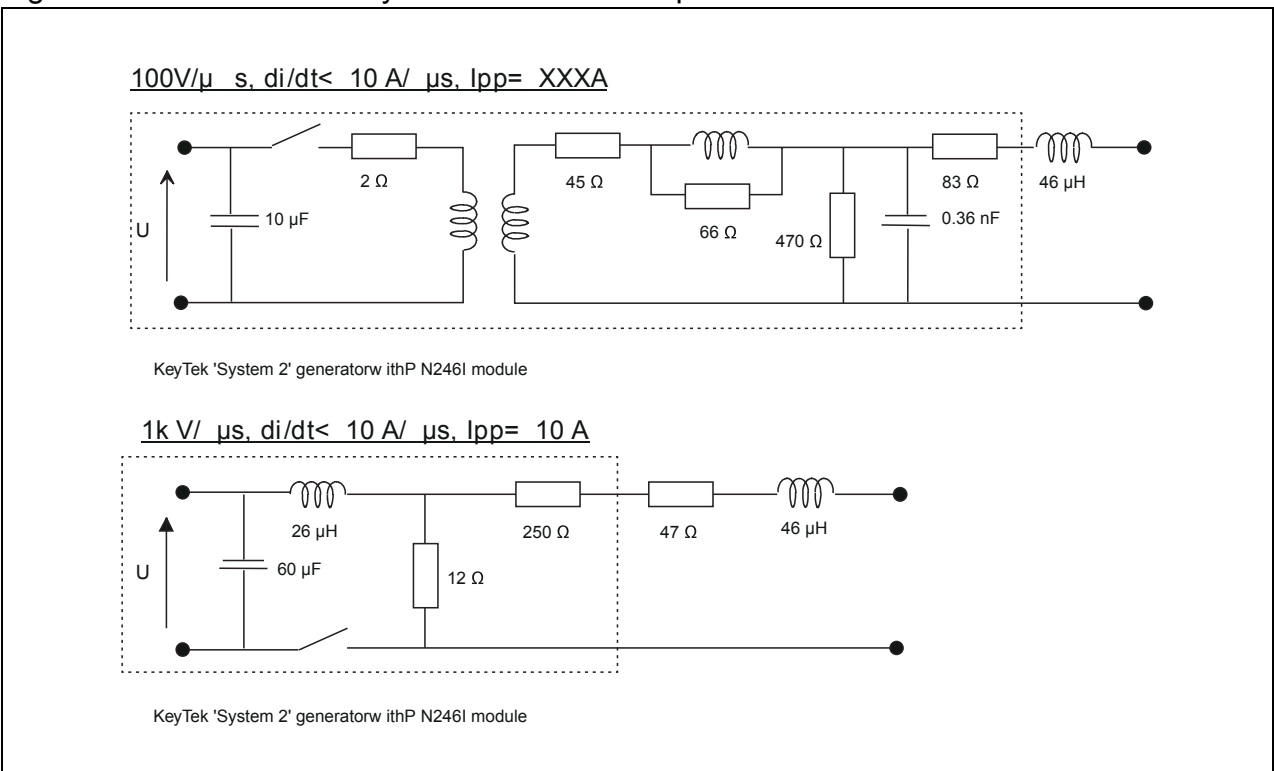 100V/µ s, di/dt< 10 A/ µs, Ipp= XXXA
2 Ω
45 Ω
83 Ω
46 µH
10 µF
0.36 nF
U
66 Ω
470 Ω
KeyTek 'System 2' generatorw ithP N246I module
1k V/ µs, di/dt< 10 A/ µs, Ipp= 10 A
26 µH
250 Ω
47 Ω
46 µH
U
60 µF
12 Ω
KeyTek 'System 2' generatorw ithP N246I module